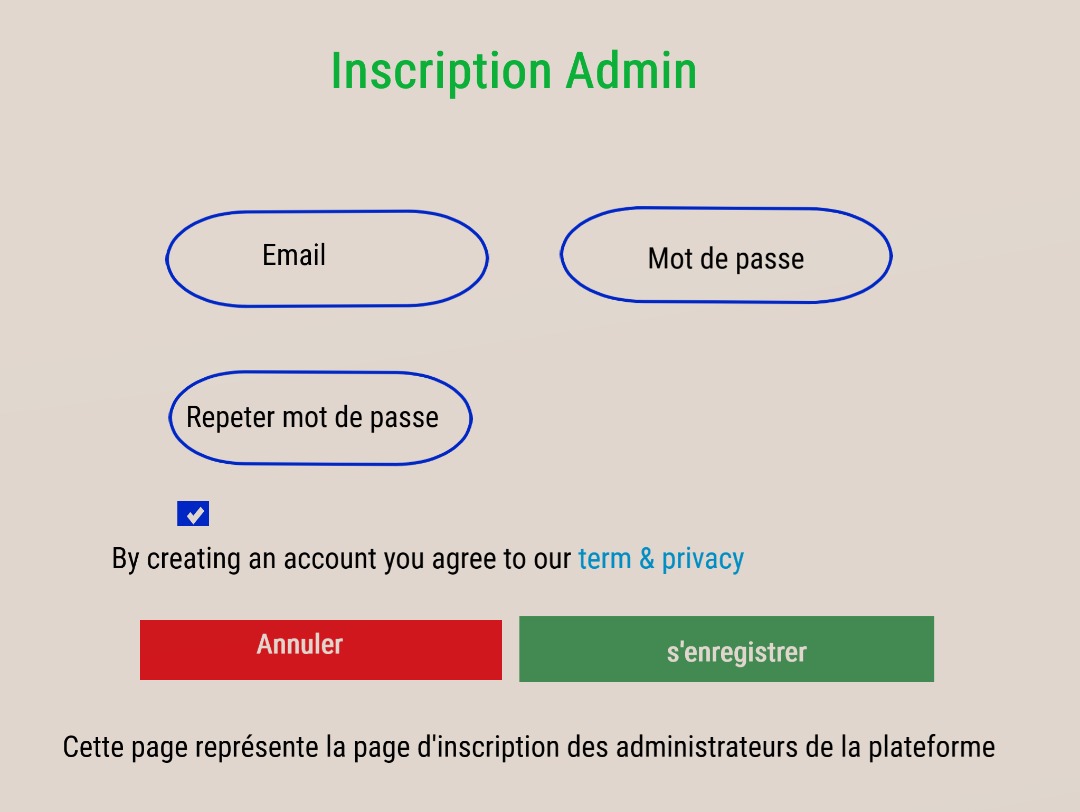 Inscription Admin
Email
Mot de passe
Repeter mot de passe
By creating an account you agree to our term & privacy
Annuler
s'enregistrer
Cette page représente la page d'inscription des administrateurs de la plateforme